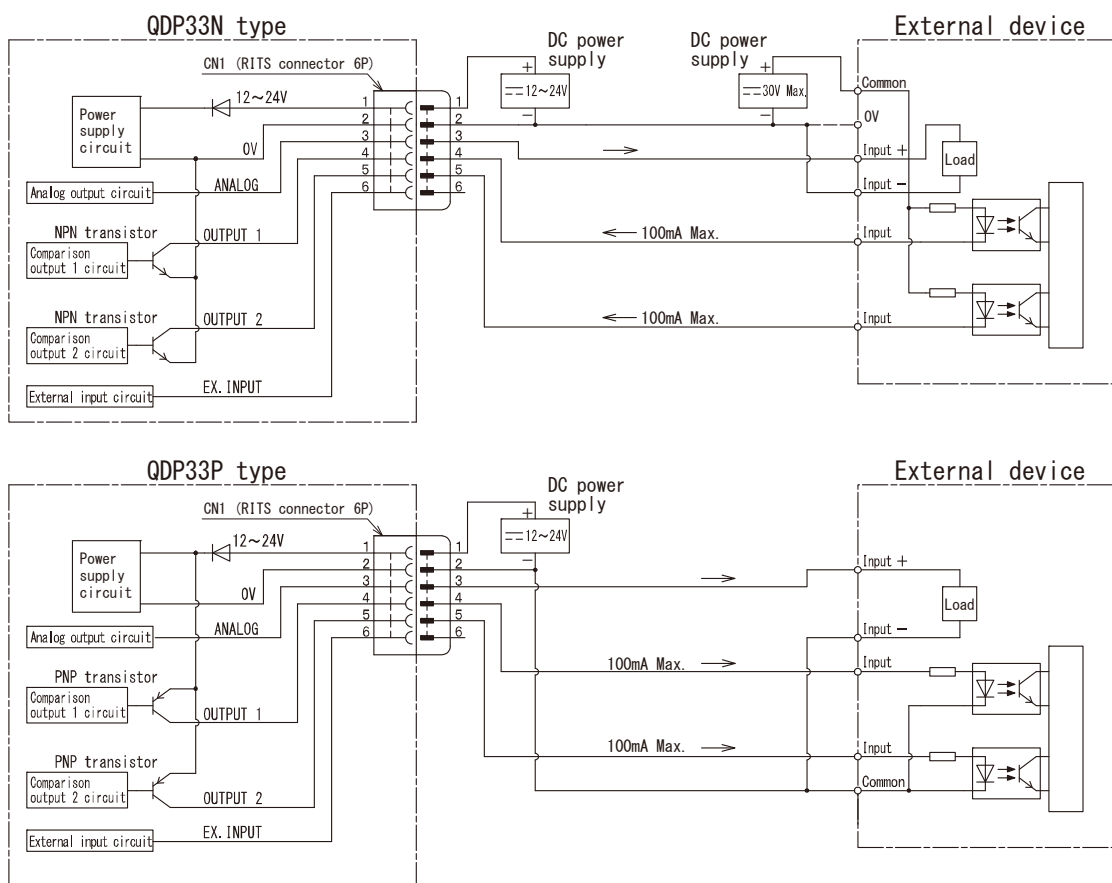 QDP33N type
External device
CN1 (RITS connector 6P)
DC power
supply
DC power
supply
12~24V
+
12~24V
−
+
30V Max.
−
Common
Power
supply
circuit
0V
1
2
3
4
5
6
1
2
3
4
5
6
0V
Input +
Load
Input −
Analog output circuit
ANALOG
NPN transistor
OUTPUT 1
Comparison
output 1 circuit
100mA Max.
Input
NPN transistor
OUTPUT 2
Comparison
output 2 circuit
100mA Max.
Input
External input circuit
EX. INPUT
QDP33P type
External device
CN1 (RITS connector 6P)
DC power
supply
12~24V
+
12~24V
−
Power
supply
circuit
0V
1
2
3
4
5
6
1
2
3
4
5
6
Input +
Load
Input −
Analog output circuit
ANALOG
PNP transistor
Comparison
output 1 circuit
OUTPUT 1
100mA Max.
Input
PNP transistor
Comparison
output 2 circuit
OUTPUT 2
100mA Max.
Input
Common
External input circuit
EX. INPUT